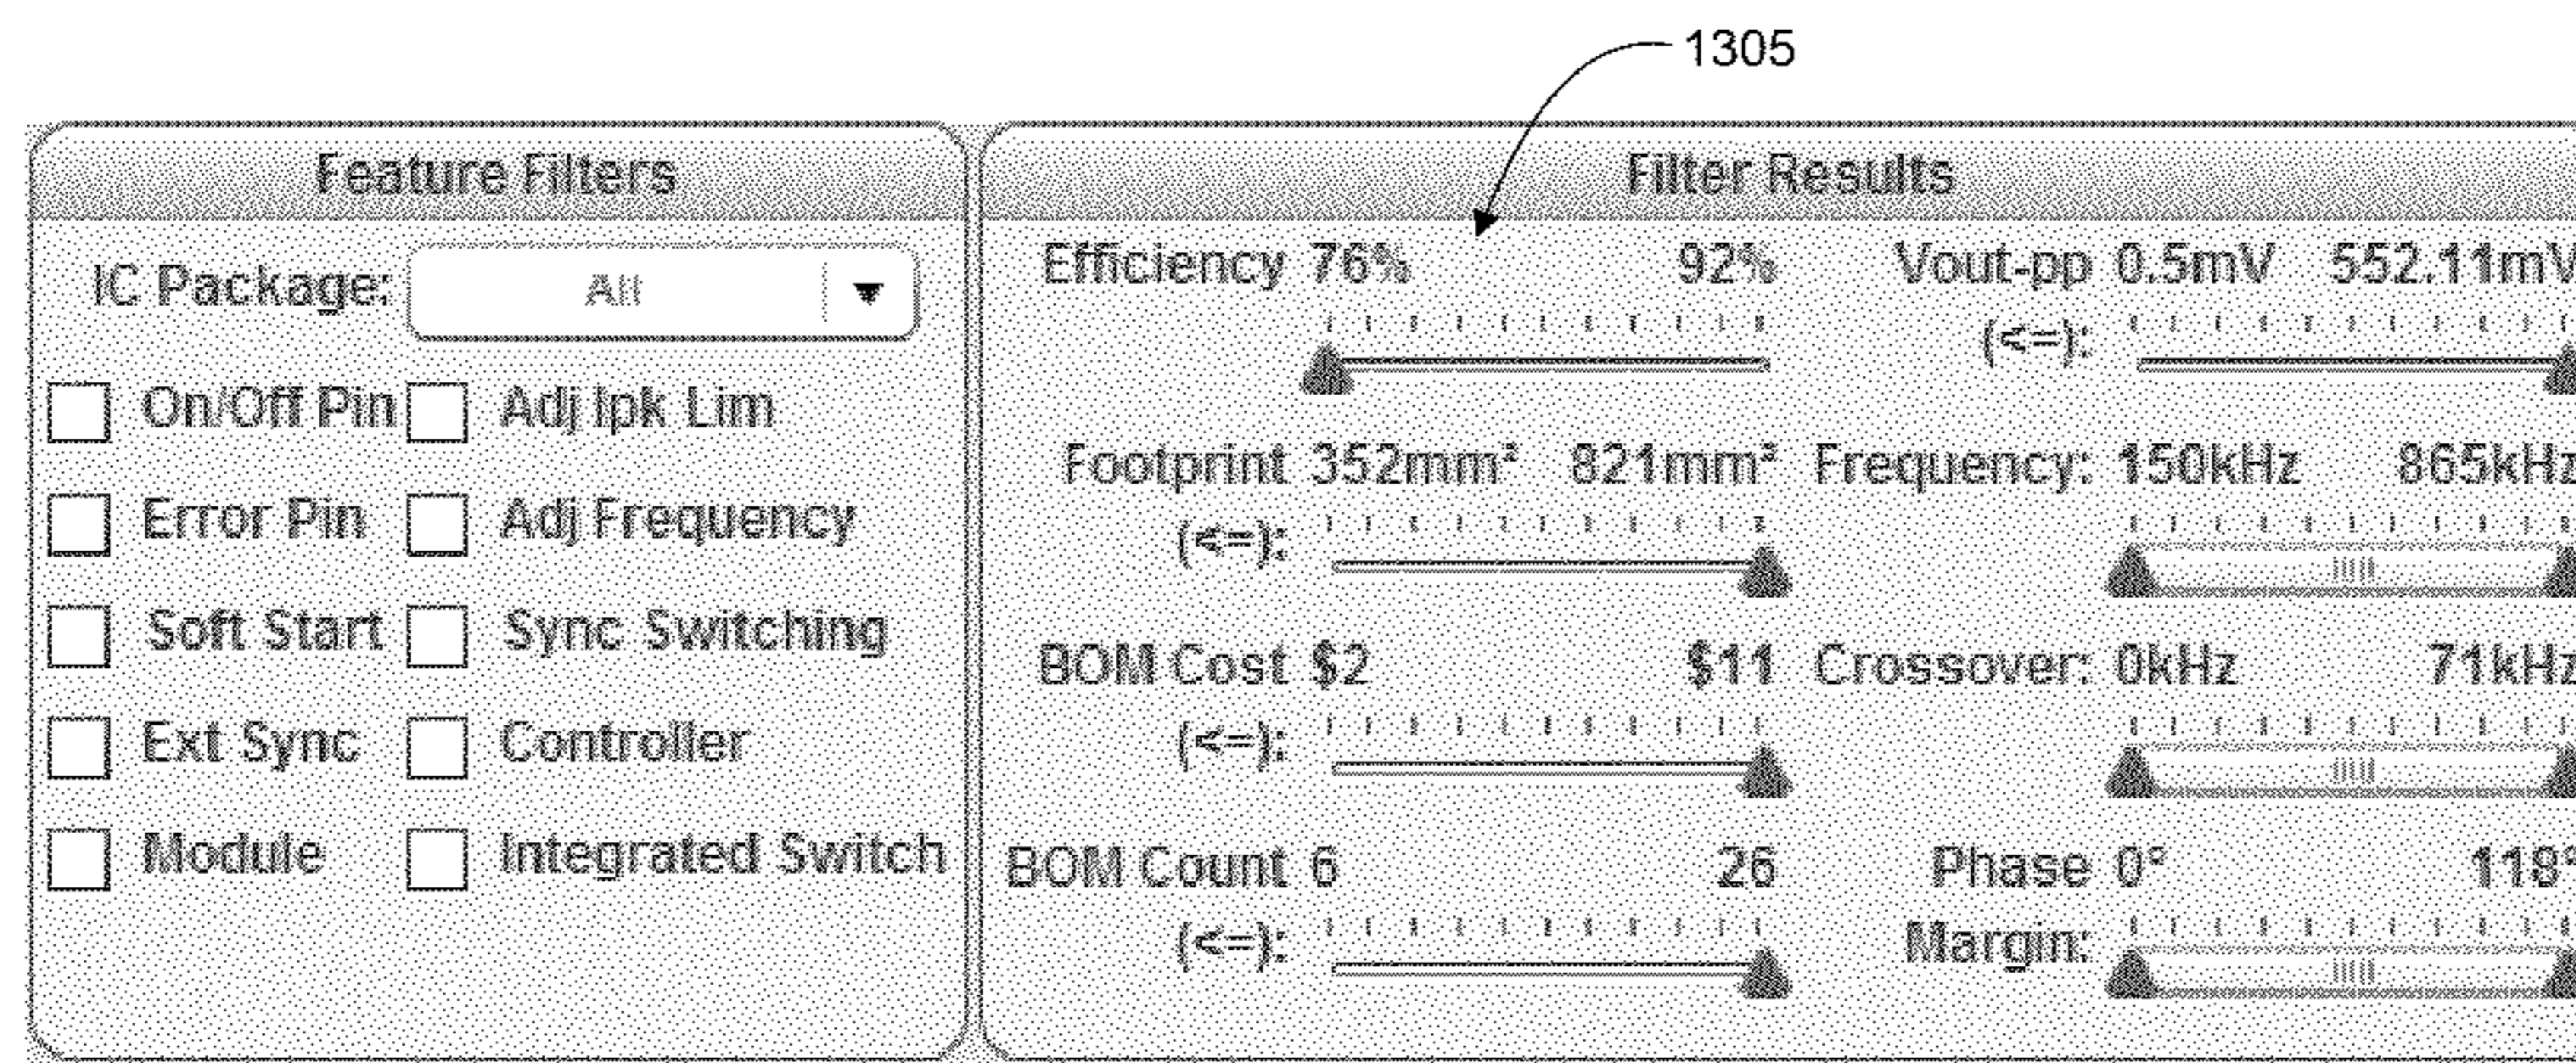 1305
Feature Filters
IC Package: All
On/Off Pin Adj Ipk Lim
Error Pin Adj Frequency
Soft Start Sync Switching
Ext Sync Controller
Module Integrated Switch
Filter Results
Efficiency 76% 92% Vout-pp 0.5mV 552.11mV
(<=):
Footprint 352mm² 821mm² Frequency: 150kHz 865kHz
(<=):
BOM Cost $2 $11 Crossover: 0kHz 71kHz
(<=):
BOM Count 6 26 Phase 0° 118°
(<=): Margin: